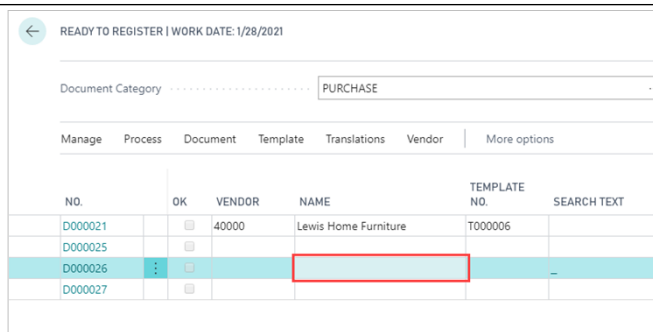 READY TO REGISTER | WORK DATE: 1/28/2021
Document Category PURCHASE
Manage Process Document Template Translations Vendor More options
NO. OK VENDOR NAME TEMPLATE NO. SEARCH TEXT
D000021 40000 Lewis Home Furniture T000006
D000025
D000026 _
D000027